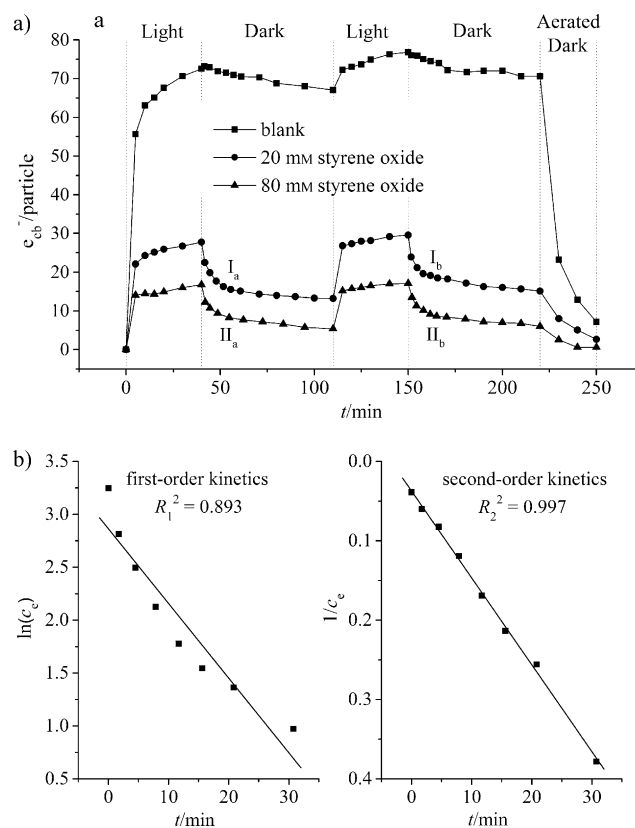 a)
a
Light
Dark
Light
Dark
Aerated
Dark
80
70
60
50
40
30
20
10
0
e_cb⁻/particle
blank
20 mM styrene oxide
80 mM styrene oxide
I_a
II_a
I_b
II_b
0 50 100 150 200 250
t/min
b)
3.5
3.0
2.5
2.0
1.5
1.0
0.5
ln(c_e)
first-order kinetics
R₁² = 0.893
0 10 20 30
t/min
0.0
0.1
0.2
0.3
0.4
1/c_e
second-order kinetics
R₂² = 0.997
0 10 20 30
t/min